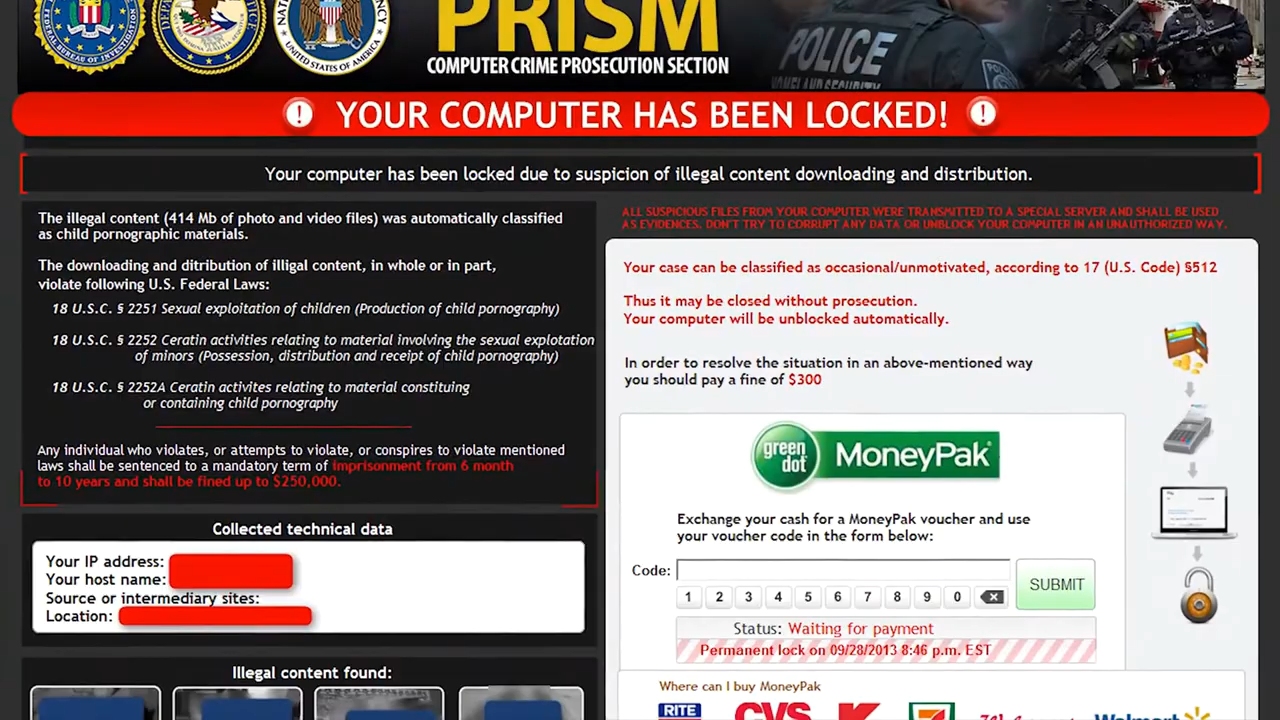 FEDERAL BUREAU OF INVESTIGATION
UNITED STATES OF AMERICA
PRISM
COMPUTER CRIME PROSECUTION SECTION
POLICE
HOMELAND SECURITY
YOUR COMPUTER HAS BEEN LOCKED!
Your computer has been locked due to suspicion of illegal content downloading and distribution.
The illegal content (414 Mb of photo and video files) was automatically classified
as child pornographic materials.
The downloading and ditribution of illigal content, in whole or in part,
violate following U.S. Federal Laws:
18 U.S.C. § 2251 Sexual exploitation of children (Production of child pornography)
18 U.S.C. § 2252 Ceratin activities relating to material involving the sexual exploitation
of minors (Possession, distribution and receipt of child pornography)
18 U.S.C. § 2252A Ceratin activites relating to material constituing
or containing child pornography
Any individual who violates, or attempts to violate, or conspires to violate mentioned
laws shall be sentenced to a mandatory term of imprisonment from 6 month
to 10 years and shall be fined up to $250,000.
Collected technical data
Your IP address:
Your host name:
Source or intermediary sites:
Location:
Illegal content found:
ALL SUSPICIOUS FILES FROM YOUR COMPUTER WERE TRANSMITTED TO A SPECIAL SERVER AND SHALL BE USED
AS EVIDENCES. DON'T TRY TO CORRUPT ANY DATA OR UNBLOCK YOUR COMPUTER IN AN UNAUTHORIZED WAY.
Your case can be classified as occasional/unmotivated, according to 17 (U.S. Code) §512
Thus it may be closed without prosecution.
Your computer will be unblocked automatically.
In order to resolve the situation in an above-mentioned way
you should pay a fine of $300
green dot MoneyPak®
Exchange your cash for a MoneyPak voucher and use
your voucher code in the form below:
Code:
SUBMIT
1 2 3 4 5 6 7 8 9 0
Status: Waiting for payment
Permanent lock on 09/28/2013 8:46 p.m. EST
Where can I buy MoneyPak
RITE CVS K 7 Walmart